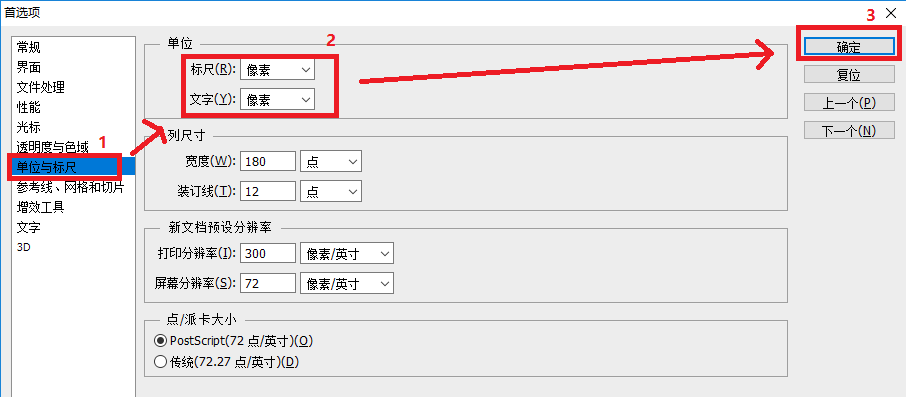 首选项
常规
界面
文件处理
性能
光标
透明度与色域
单位与标尺
参考线、网格和切片
增效工具
文字
3D
1
单位
2
标尺(R): 像素
文字(Y): 像素
列尺寸
宽度(W): 180 点
装订线(T): 12 点
新文档预设分辨率
打印分辨率(I): 300 像素/英寸
屏幕分辨率(S): 72 像素/英寸
点/派卡大小
PostScript(72 点/英寸)(O)
传统(72.27 点/英寸)(D)
3
确定
复位
上一个(P)
下一个(N)